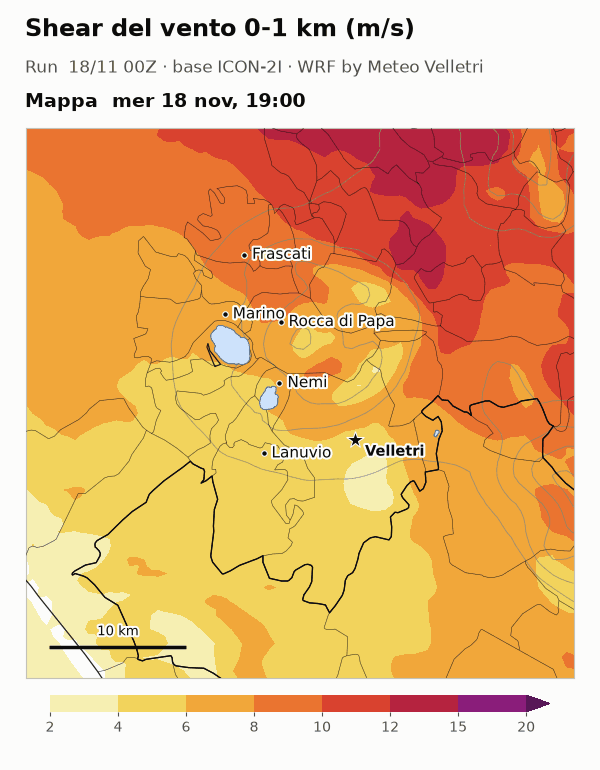 Shear del vento 0-1 km (m/s)
Run  18/11 00Z · base ICON-2I · WRF by Meteo Velletri
Mappa  mer 18 nov, 19:00
Frascati
Marino
Rocca di Papa
Nemi
Velletri
Lanuvio
10 km
2 4 6 8 10 12 15 20